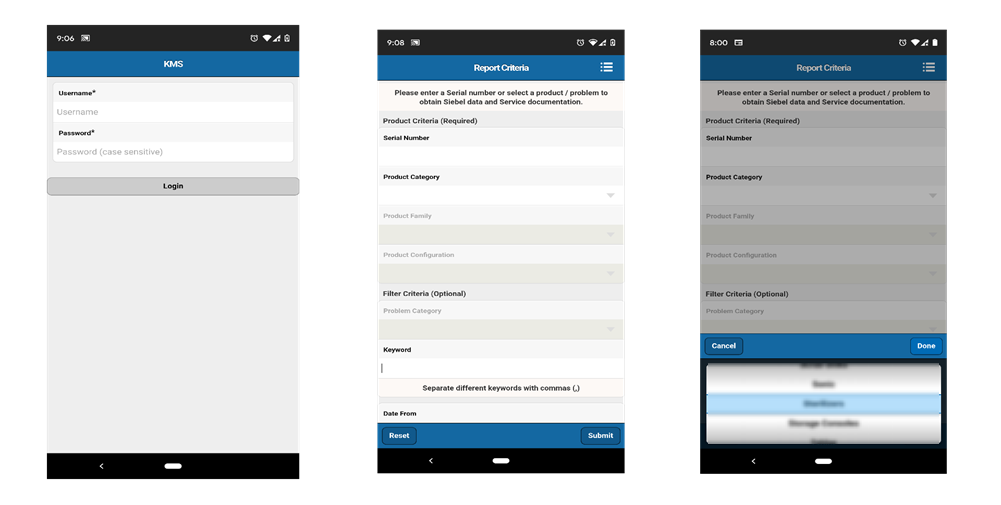 9:06
KMS
Username*
Username
Password*
Password (case sensitive)
Login
9:08
Report Criteria
Please enter a Serial number or select a product / problem to
obtain Siebel data and Service documentation.
Product Criteria (Required)
Serial Number
Product Category
Product Family
Product Configuration
Filter Criteria (Optional)
Problem Category
Keyword
Separate different keywords with commas (,)
Date From
Reset
Submit
8:00
Report Criteria
Please enter a Serial number or select a product / problem to
obtain Siebel data and Service documentation.
Product Criteria (Required)
Serial Number
Product Category
Product Family
Product Configuration
Filter Criteria (Optional)
Problem Category
Cancel
Done
Sterilizers
Storage Consoles